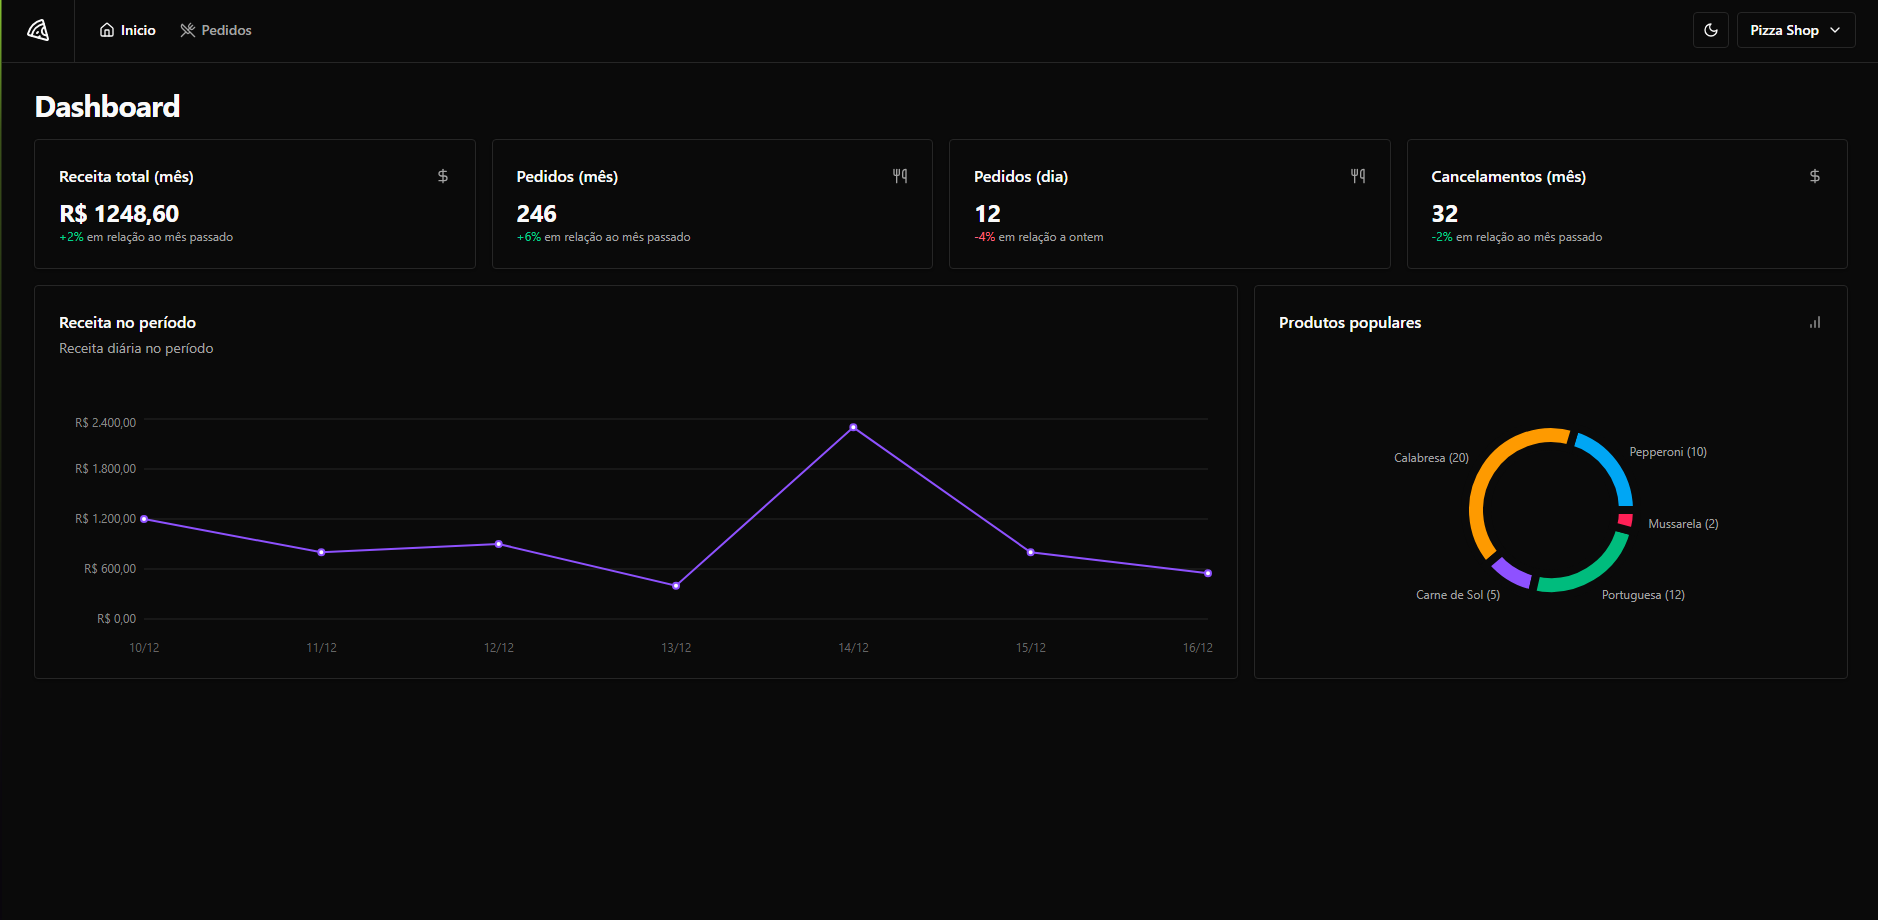 Inicio
Pedidos
Pizza Shop
Dashboard
Receita total (mês)
R$ 1248,60
+2% em relação ao mês passado
Pedidos (mês)
246
+6% em relação ao mês passado
Pedidos (dia)
12
-4% em relação a ontem
Cancelamentos (mês)
32
-2% em relação ao mês passado
Receita no período
Receita diária no período
R$ 2.400,00
R$ 1.800,00
R$ 1.200,00
R$ 600,00
R$ 0,00
10/12
11/12
12/12
13/12
14/12
15/12
16/12
Produtos populares
Calabresa (20)
Pepperoni (10)
Mussarela (2)
Carne de Sol (5)
Portuguesa (12)